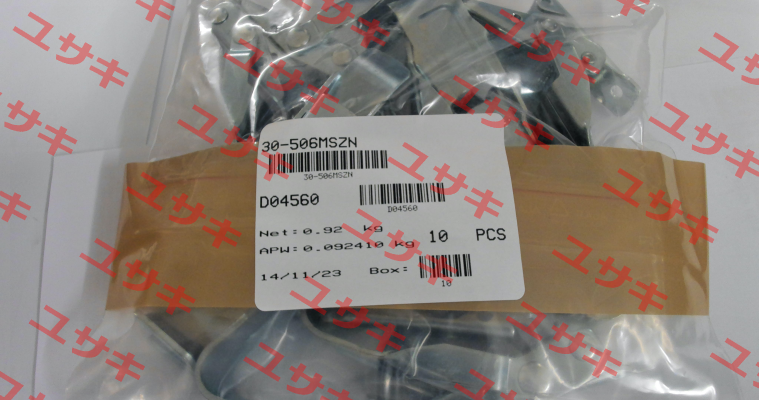 30-506MSZN
30-506MSZN
D04560
D04560
Net: 0.92 kg
APW: 0.092410 kg 10 PCS
14/11/23 Box:
10
ユサキ